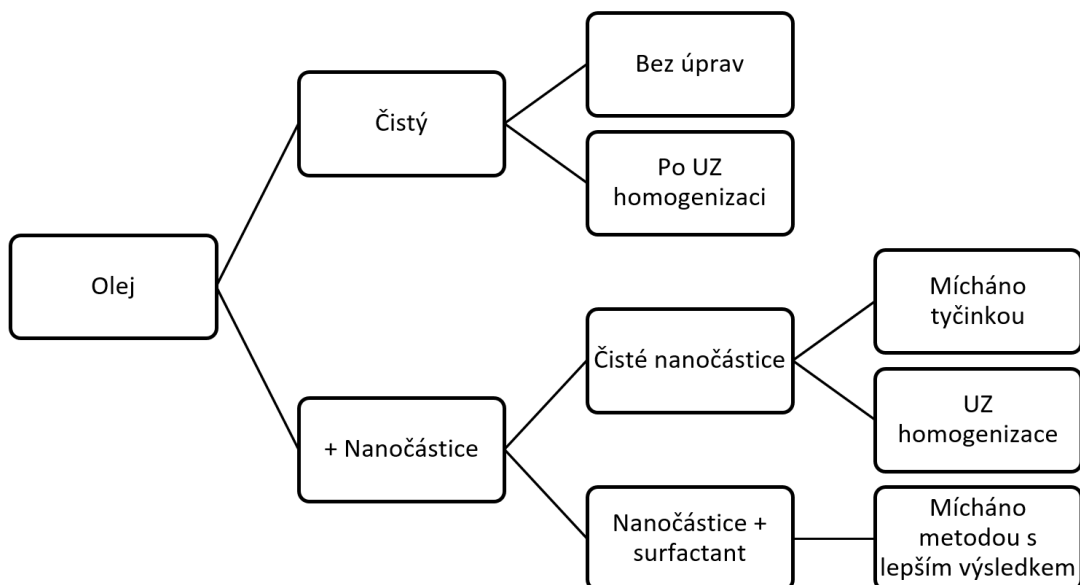 Bez úprav
Čistý
Po UZ
homogenizaci
Olej
Mícháno
tyčinkou
Čisté nanočástice
UZ
homogenizace
+ Nanočástice
Nanočástice +
surfactant
Mícháno
metodou s
lepším výsledkem